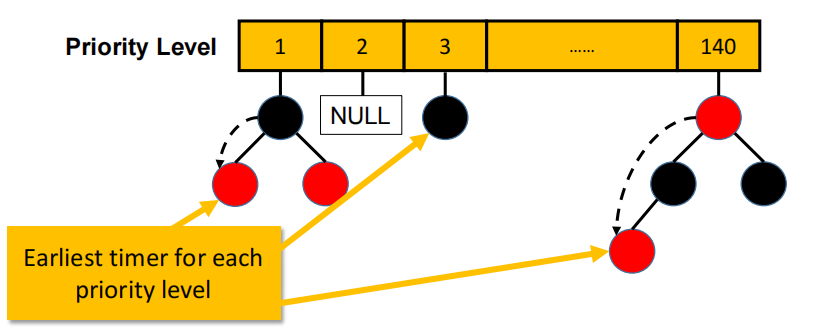 Priority Level 1 2 3 ...... 140
NULL
Earliest timer for each
priority level